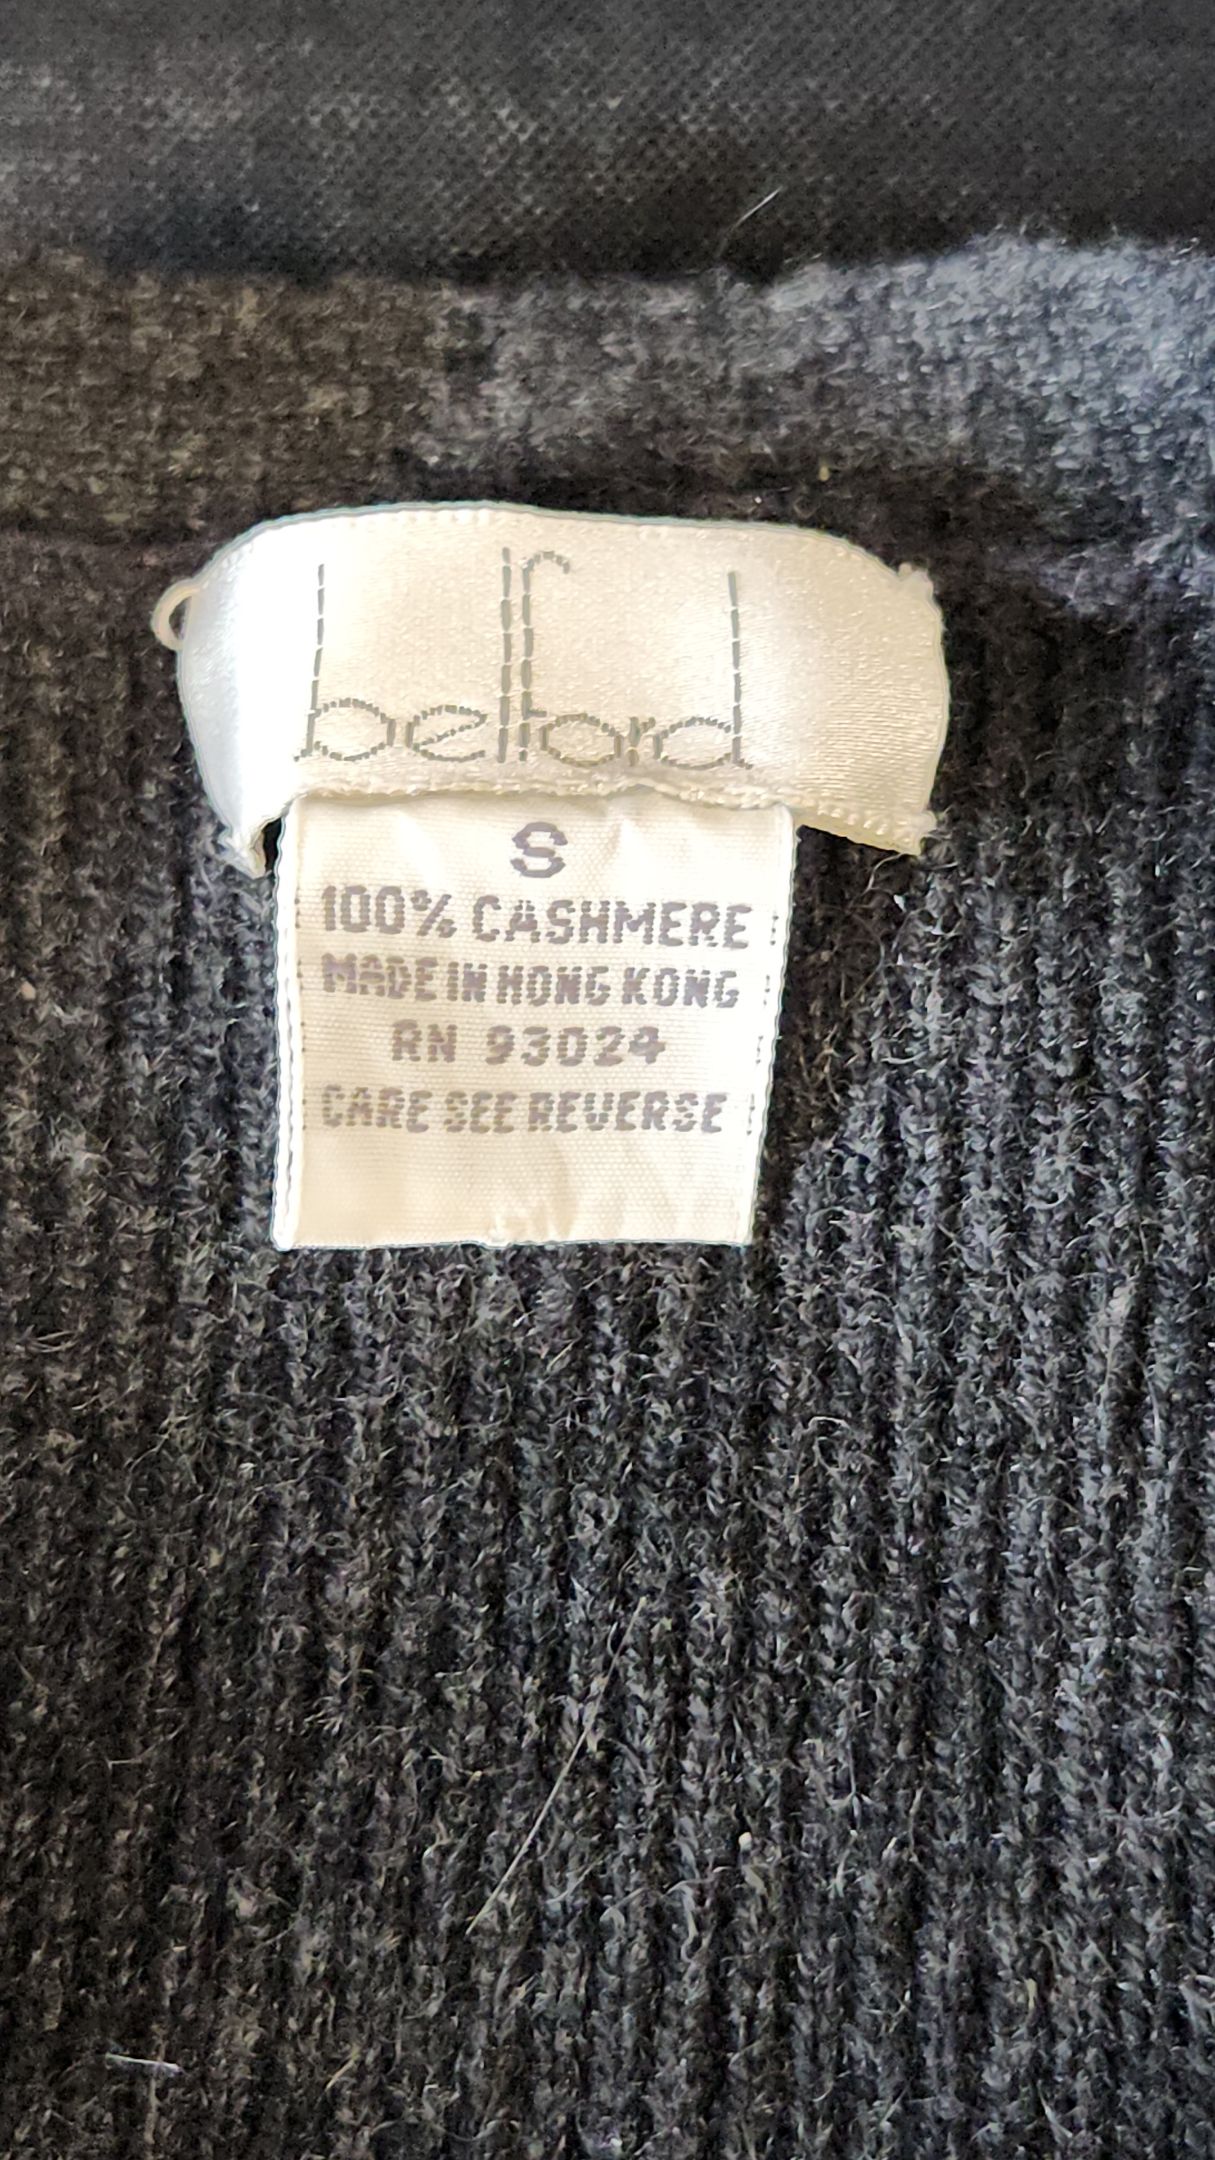 belford
S
100% CASHMERE
MADE IN HONG KONG
RN 93024
CARE SEE REVERSE